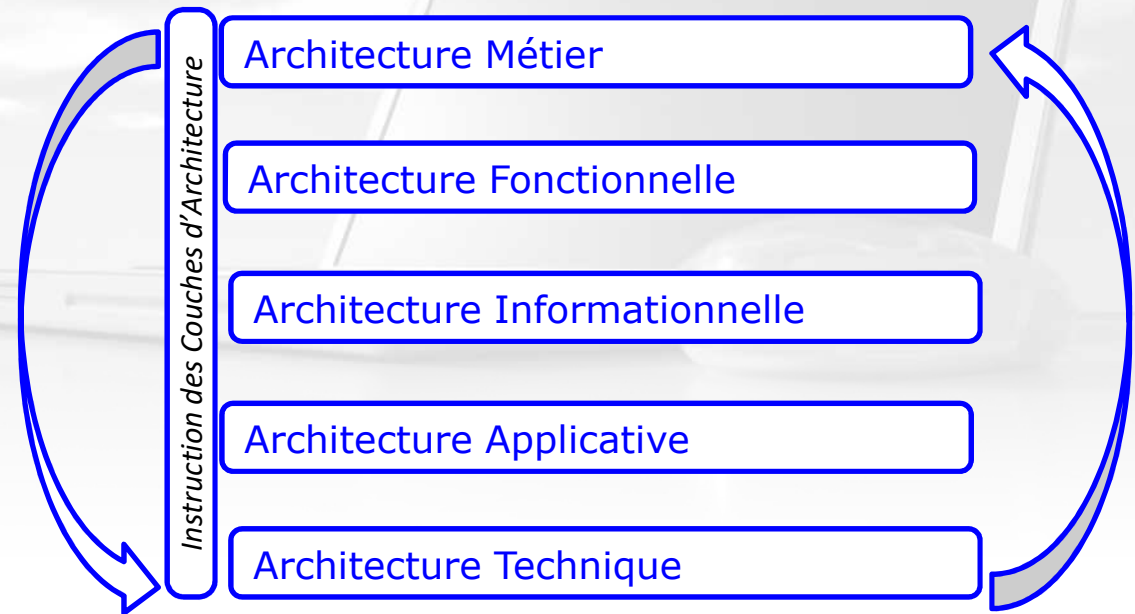 Instruction des Couches d'Architecture
Architecture Métier
Architecture Fonctionnelle
Architecture Informationnelle
Architecture Applicative
Architecture Technique